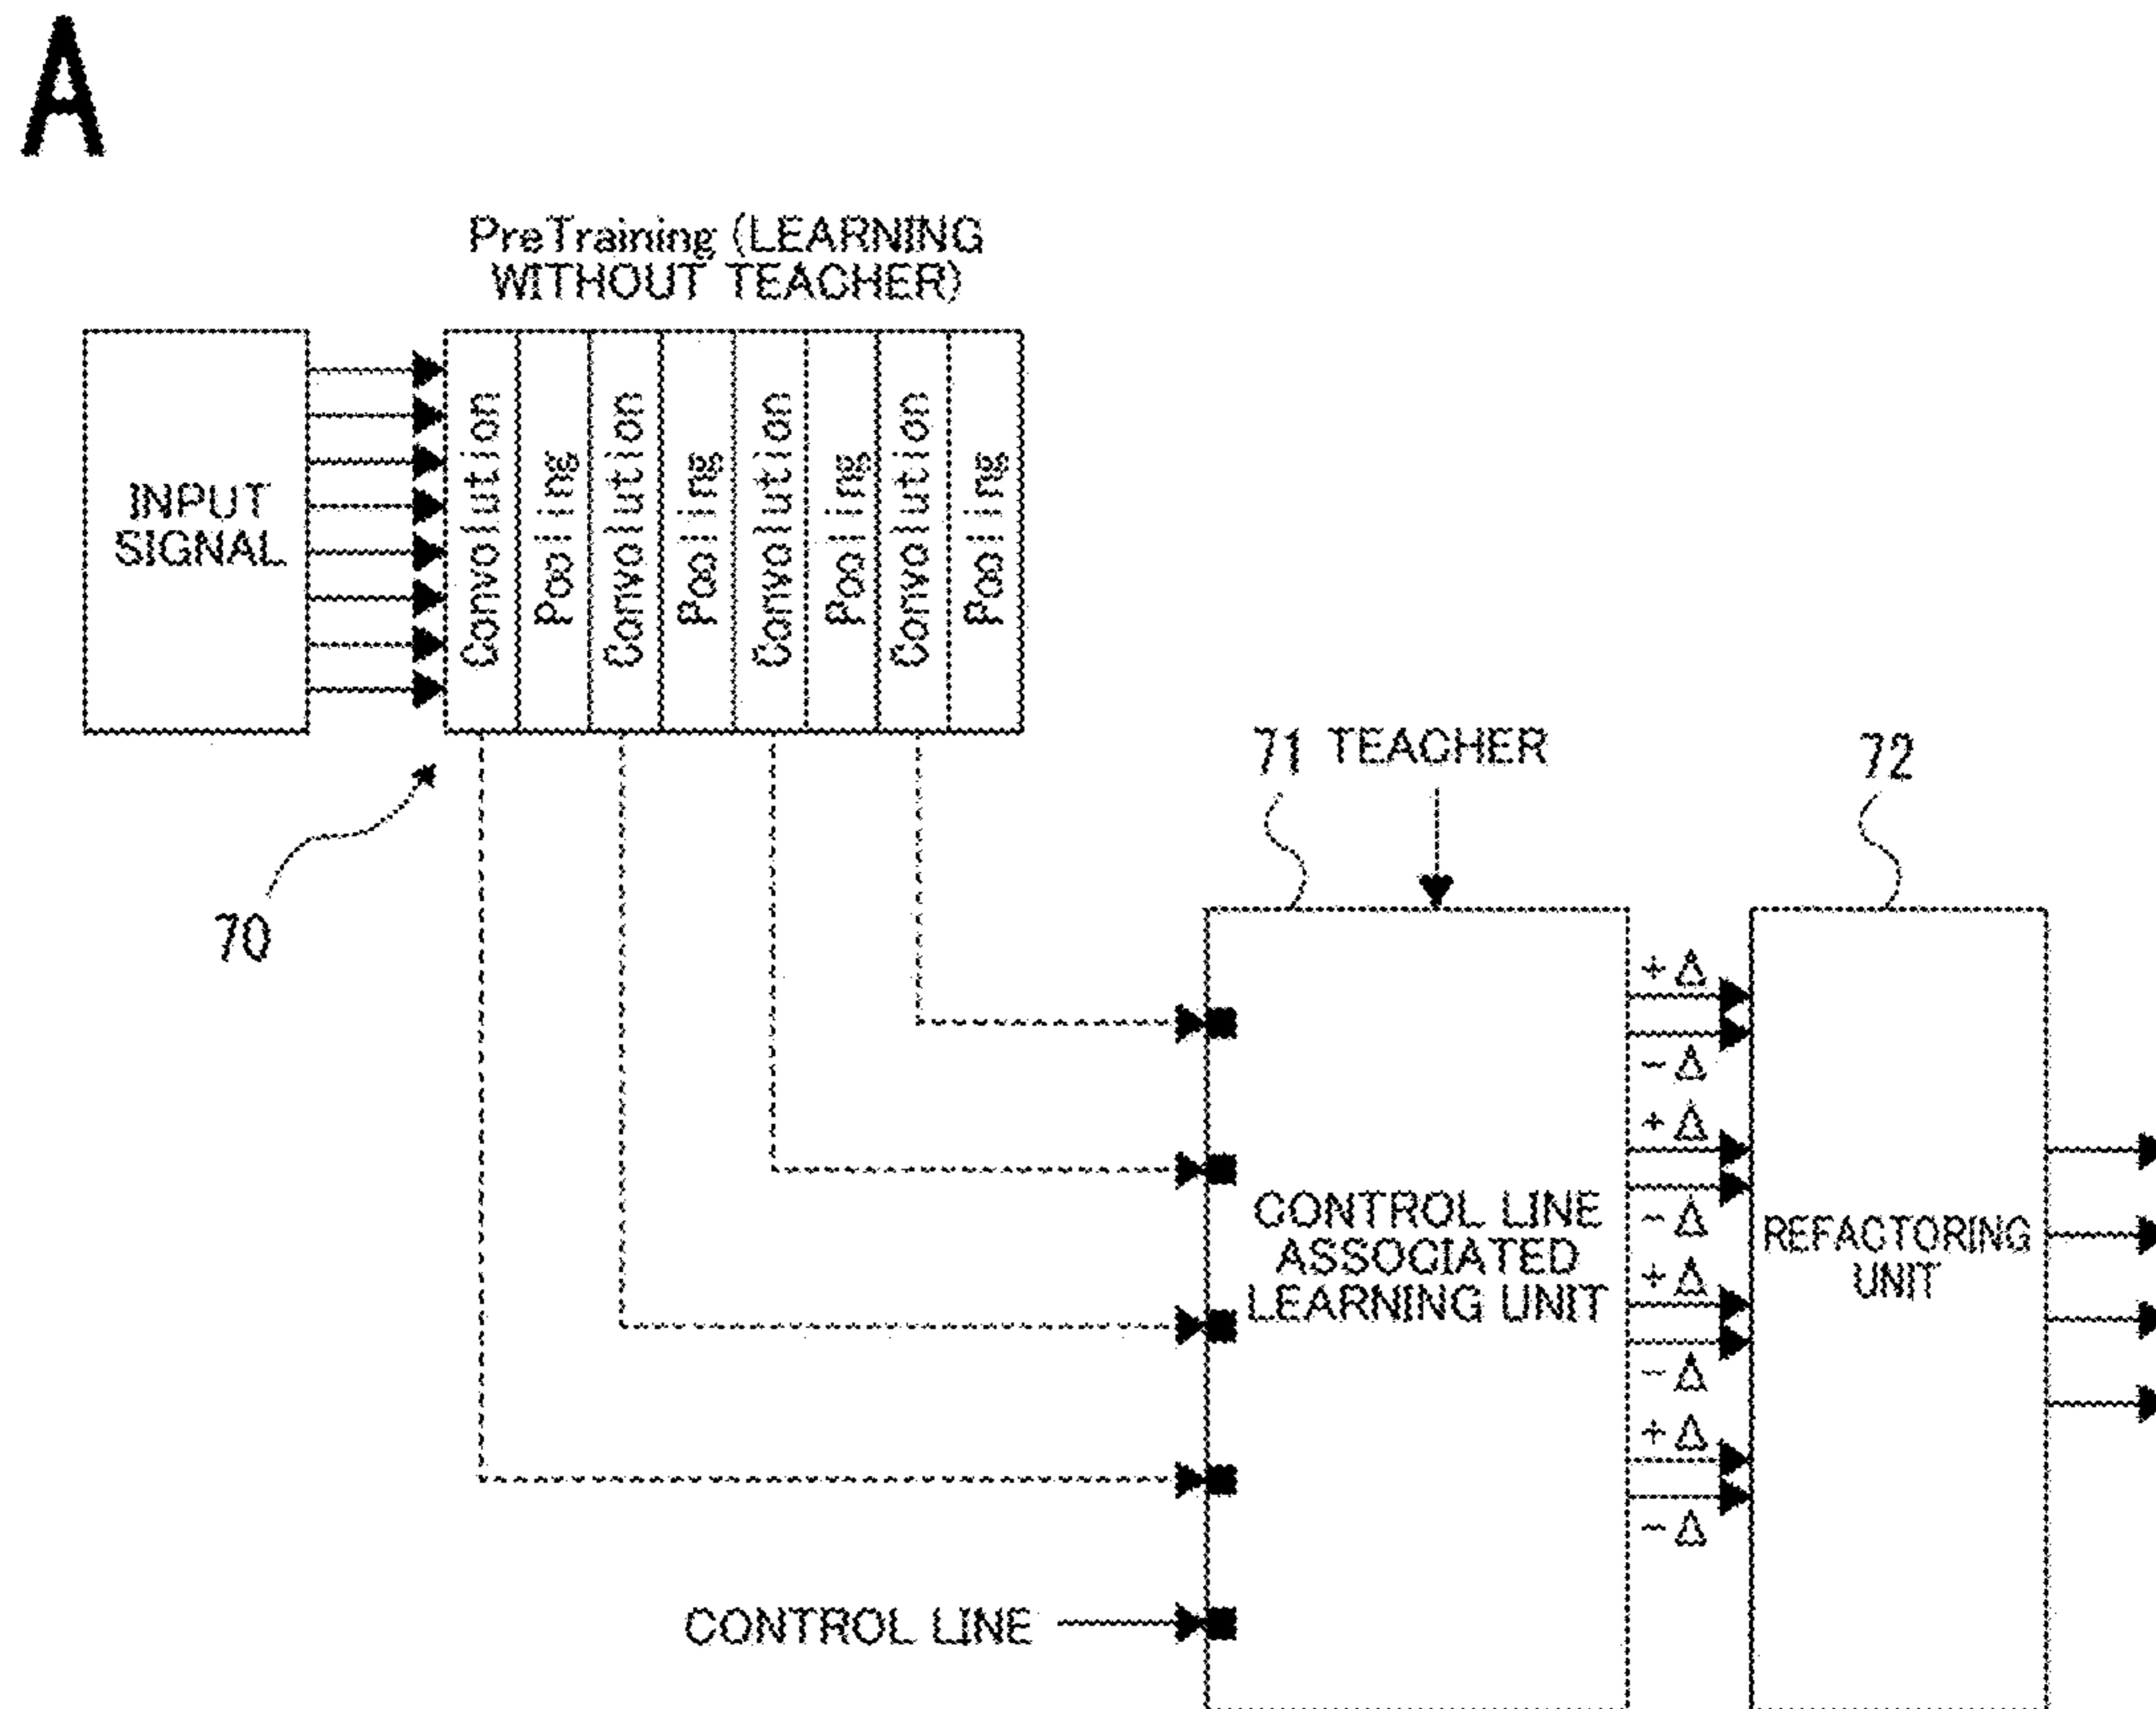 A
PreTraining (LEARNING
WITHOUT TEACHER)
INPUT
SIGNAL
Convolution
Pooling
Convolution
Pooling
Convolution
Pooling
Convolution
Pooling
70
71 TEACHER
72
+Δ
-Δ
+Δ
-Δ
+Δ
-Δ
+Δ
-Δ
CONTROL LINE
ASSOCIATED
LEARNING UNIT
REFACTORING
UNIT
CONTROL LINE